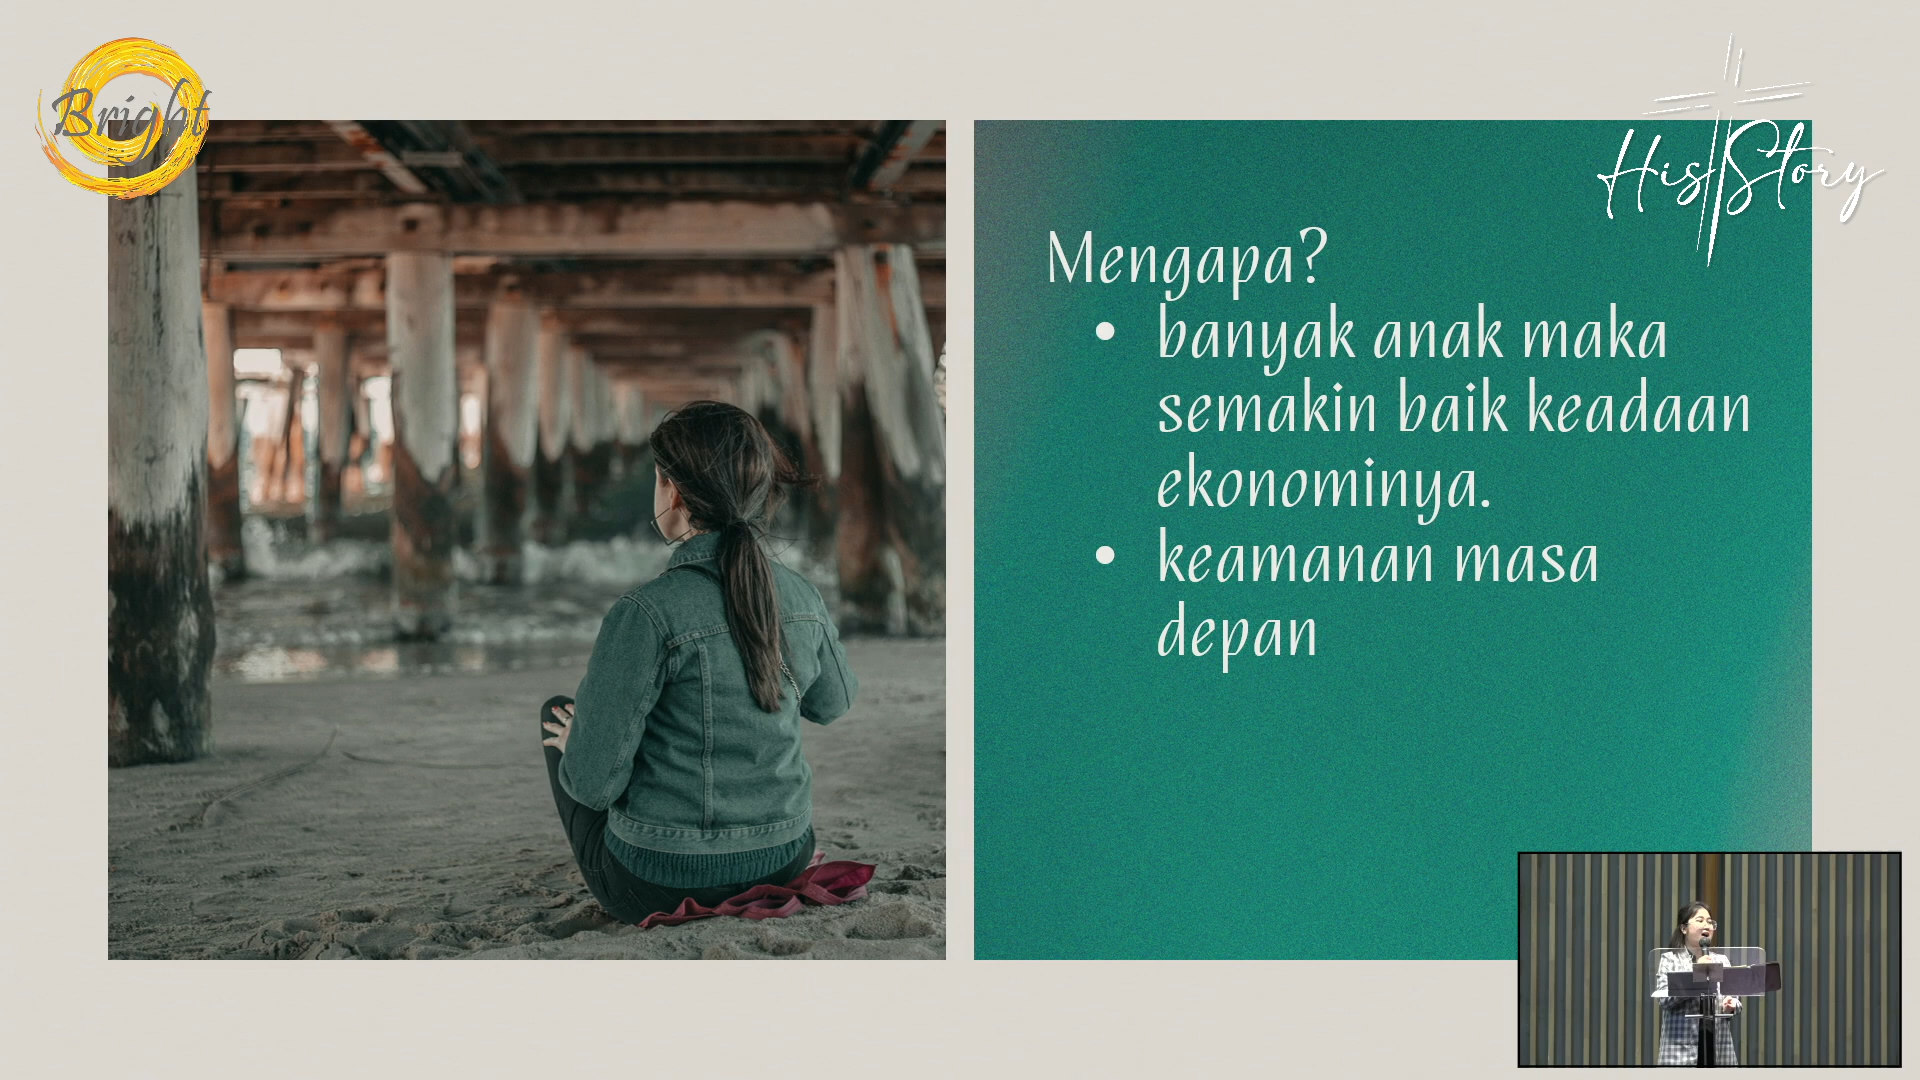 Bright
His Story
Mengapa?
• banyak anak maka
semakin baik keadaan
ekonominya.
• keamanan masa
depan